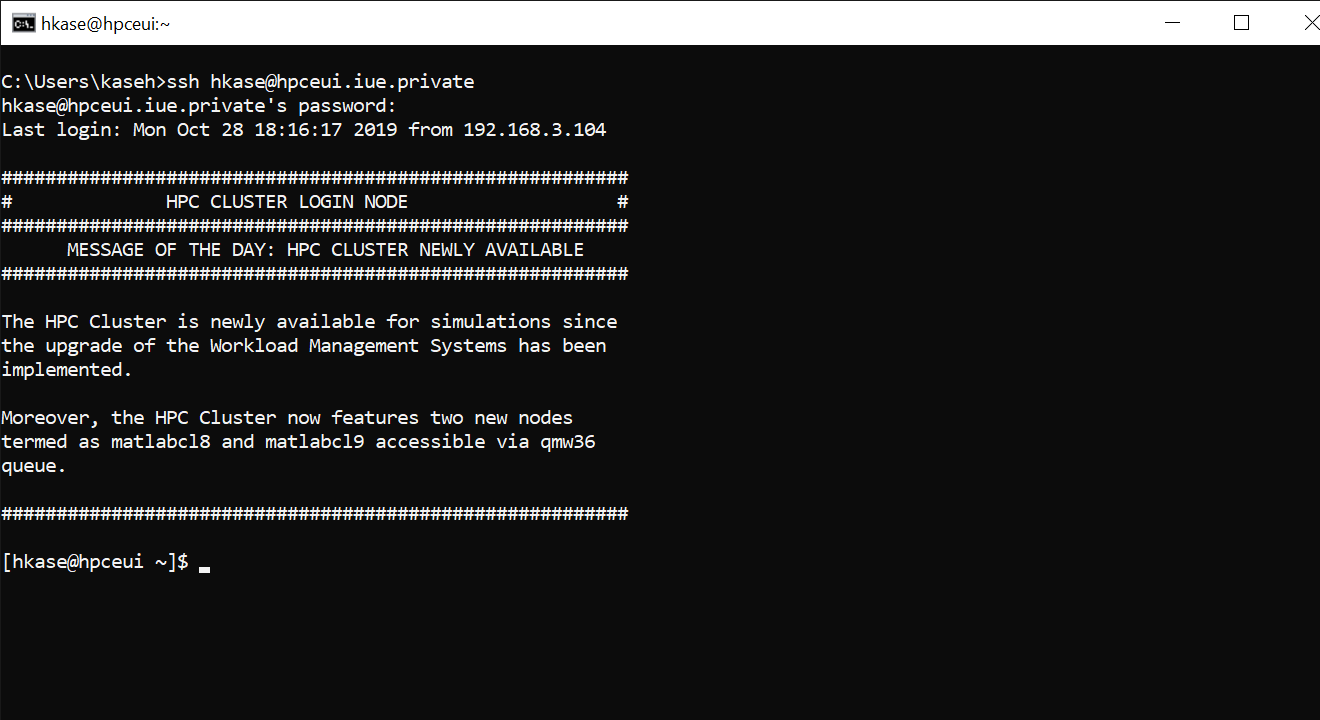 hkase@hpceui:~
C:\Users\kaseh>ssh hkase@hpceui.iue.private
hkase@hpceui.iue.private's password:
Last login: Mon Oct 28 18:16:17 2019 from 192.168.3.104
#########################################################
# HPC CLUSTER LOGIN NODE #
#########################################################
MESSAGE OF THE DAY: HPC CLUSTER NEWLY AVAILABLE
#########################################################
The HPC Cluster is newly available for simulations since
the upgrade of the Workload Management Systems has been
implemented.
Moreover, the HPC Cluster now features two new nodes
termed as matlabcl8 and matlabcl9 accessible via qmw36
queue.
#########################################################
[hkase@hpceui ~]$